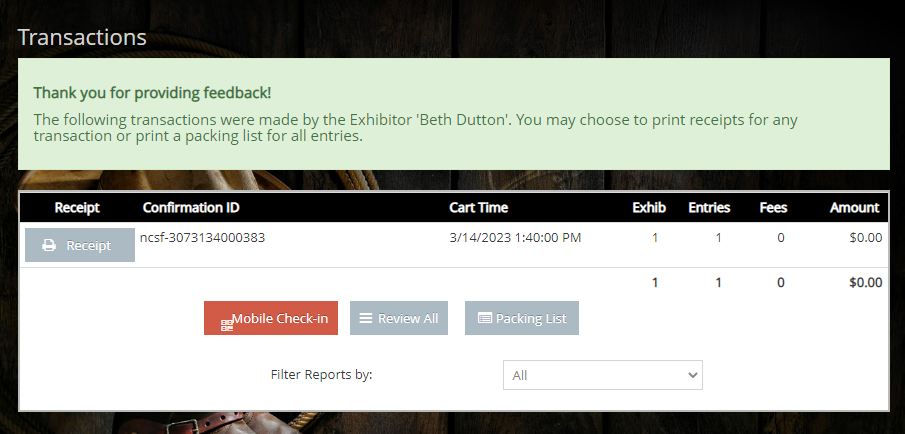 Transactions
Thank you for providing feedback!
The following transactions were made by the Exhibitor 'Beth Dutton'. You may choose to print receipts for any
transaction or print a packing list for all entries.
Receipt Confirmation ID Cart Time Exhib Entries Fees Amount
Receipt ncsf-3073134000383 3/14/2023 1:40:00 PM 1 1 0 $0.00
1 1 0 $0.00
Mobile Check-in Review All Packing List
Filter Reports by: All